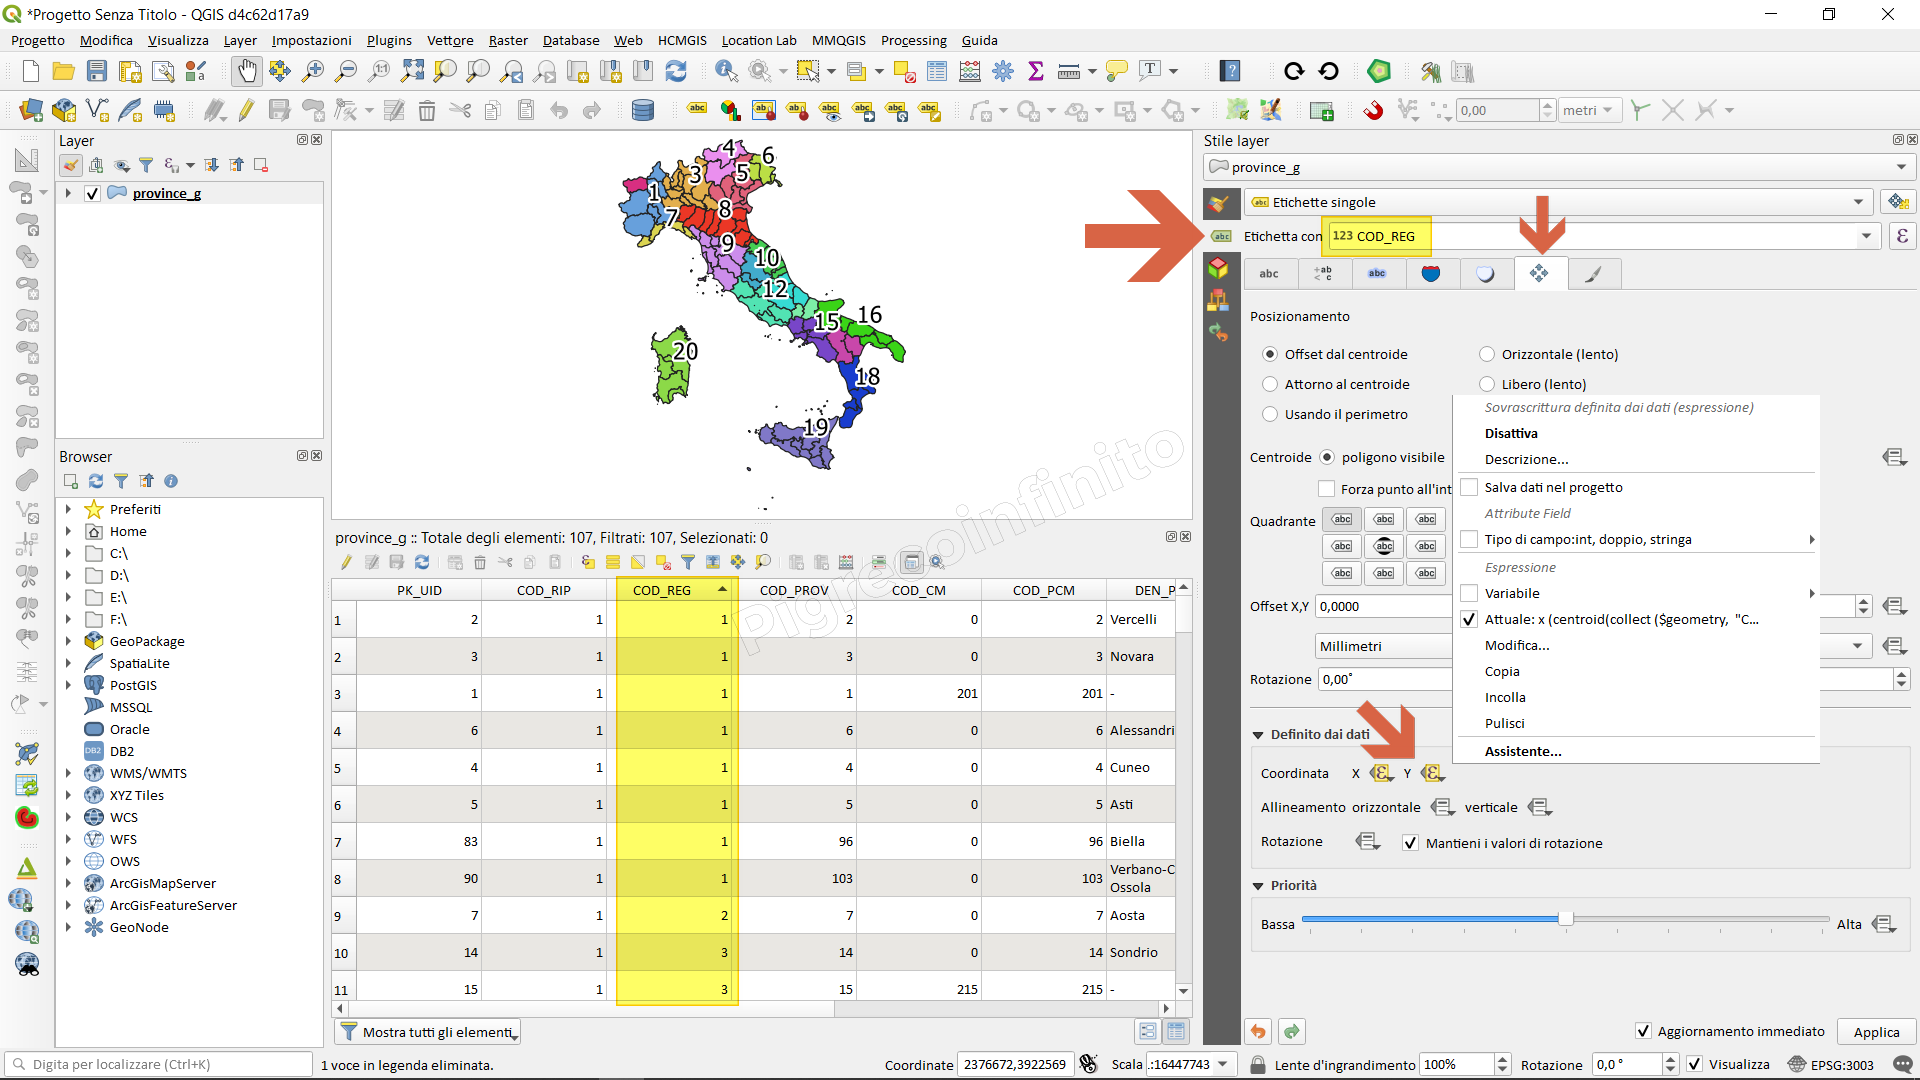 *Progetto Senza Titolo - QGIS d4c62d17a9
Progetto Modifica Visualizza Layer Impostazioni Plugins Vettore Raster Database Web HCMGIS Location Lab MMQGIS Processing Guida
0,00 metri
Layer
province_g
Browser
Preferiti
Home
C:\
D:\
E:\
F:\
GeoPackage
SpatiaLite
PostGIS
MSSQL
Oracle
DB2
WMS/WMTS
XYZ Tiles
WCS
WFS
OWS
ArcGisMapServer
ArcGisFeatureServer
GeoNode
4
6
3
5
1
8
7
9
10
12
16
15
20
18
19
Pigrecoinfinito
province_g :: Totale degli elementi: 107, Filtrati: 107, Selezionati: 0
PK_UID COD_RIP COD_REG COD_PROV COD_CM COD_PCM DEN_P
1 2 1 1 2 0 2 Vercelli
2 3 1 1 3 0 3 Novara
3 1 1 1 1 201 201 -
4 6 1 1 6 0 6 Alessandri
5 4 1 1 4 0 4 Cuneo
6 5 1 1 5 0 5 Asti
7 83 1 1 96 0 96 Biella
8 90 1 1 103 0 103 Verbano-C
Ossola
9 7 1 2 7 0 7 Aosta
10 14 1 3 14 0 14 Sondrio
11 15 1 3 15 215 215 -
Mostra tutti gli elementi
Stile layer
province_g
Etichette singole
Etichetta con 123 COD_REG
Posizionamento
Offset dal centroide Orizzontale (lento)
Attorno al centroide Libero (lento)
Usando il perimetro
Centroide poligono visibile
Forza punto all'int
Quadrante
Offset X,Y 0,0000
Millimetri
Rotazione 0,00°
Sovrascrittura definita dai dati (espressione)
Disattiva
Descrizione...
Salva dati nel progetto
Attribute Field
Tipo di campo:int, doppio, stringa
Espressione
Variabile
Attuale: x (centroid(collect ($geometry, "C...
Modifica...
Copia
Incolla
Pulisci
Assistente...
Definito dai dati
Coordinata X Y
Allineamento orizzontale verticale
Rotazione Mantieni i valori di rotazione
Priorità
Bassa Alta
Aggiornamento immediato Applica
Digita per localizzare (Ctrl+K) 1 voce in legenda eliminata. Coordinate 2376672,3922569 Scala .:16447743 Lente d'ingrandimento 100% Rotazione 0,0 ° Visualizza EPSG:3003